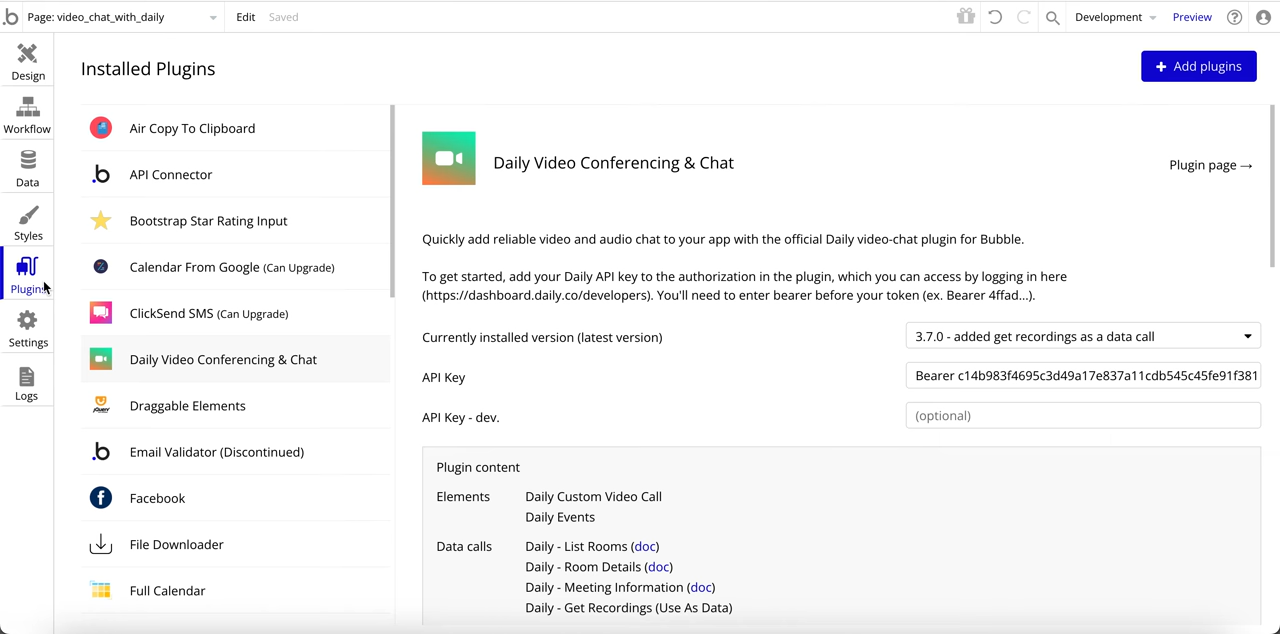 Page: video_chat_with_daily
Edit
Saved
Development
Preview
Design
Workflow
Data
Styles
Plugins
Settings
Logs
Installed Plugins
+ Add plugins
Air Copy To Clipboard
API Connector
Bootstrap Star Rating Input
Calendar From Google (Can Upgrade)
ClickSend SMS (Can Upgrade)
Daily Video Conferencing & Chat
Draggable Elements
Email Validator (Discontinued)
Facebook
File Downloader
Full Calendar
Daily Video Conferencing & Chat
Plugin page →
Quickly add reliable video and audio chat to your app with the official Daily video-chat plugin for Bubble.
To get started, add your Daily API key to the authorization in the plugin, which you can access by logging in here
(https://dashboard.daily.co/developers). You'll need to enter bearer before your token (ex. Bearer 4ffad...).
Currently installed version (latest version)
3.7.0 - added get recordings as a data call
API Key
Bearer c14b983f4695c3d49a17e837a11cdb545c45fe91f381
API Key - dev.
(optional)
Plugin content
Elements
Daily Custom Video Call
Daily Events
Data calls
Daily - List Rooms (doc)
Daily - Room Details (doc)
Daily - Meeting Information (doc)
Daily - Get Recordings (Use As Data)